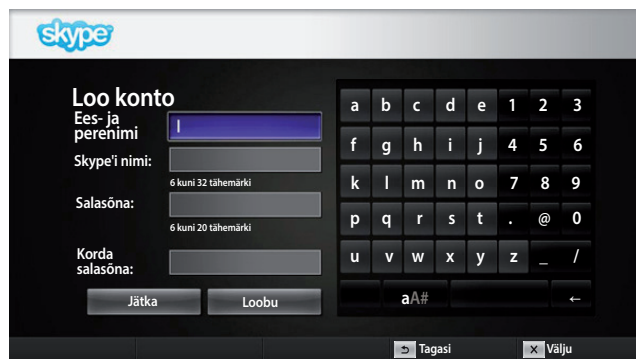 skype
Loo konto
Ees- ja
perenimi
Skype'i nimi:
6 kuni 32 tähemärki
Salasõna:
6 kuni 20 tähemärki
Korda
salasõna:
Jätka Loobu
a b c d e 1 2 3
f g h i j 4 5 6
k l m n o 7 8 9
p q r s t . @ 0
u v w x y z _ /
aA# ←
Tagasi Välju